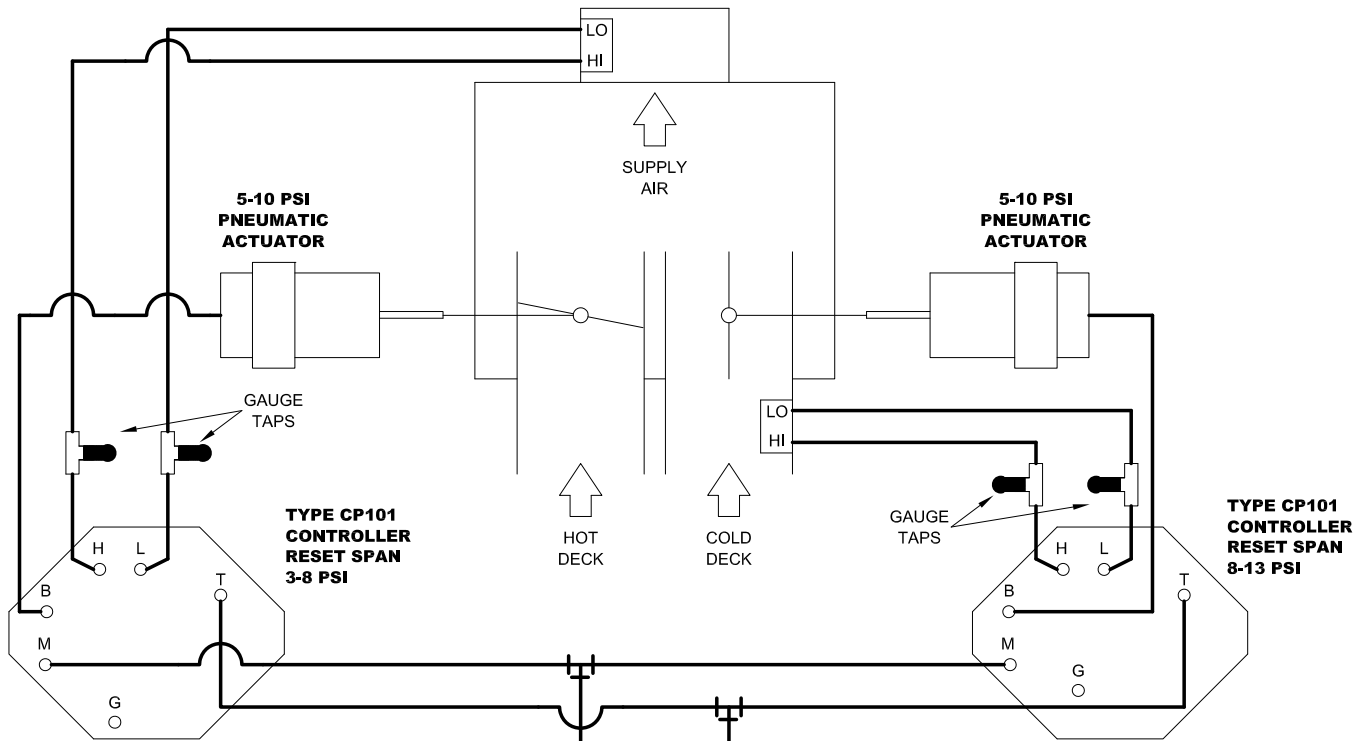 LO
HI
SUPPLY
AIR
5-10 PSI
PNEUMATIC
ACTUATOR
5-10 PSI
PNEUMATIC
ACTUATOR
GAUGE
TAPS
LO
HI
TYPE CP101
CONTROLLER
RESET SPAN
3-8 PSI
HOT
DECK
COLD
DECK
GAUGE
TAPS
TYPE CP101
CONTROLLER
RESET SPAN
8-13 PSI
H
L
T
B
M
G
H
L
T
B
M
G